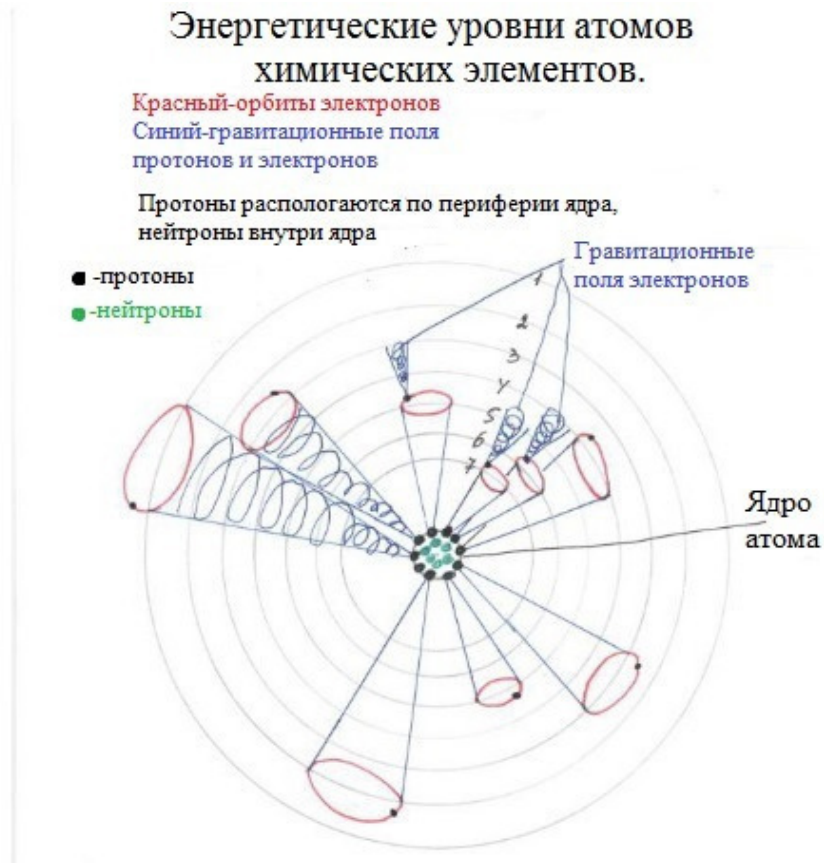 Энергетические уровни атомов
химических элементов.
Красный-орбиты электронов
Синий-гравитационные поля
протонов и электронов
Протоны распологаются по периферии ядра,
нейтроны внутри ядра
-протоны
-нейтроны
Гравитационные
поля электронов
1
2
3
4
5
6
7
Ядро
атома